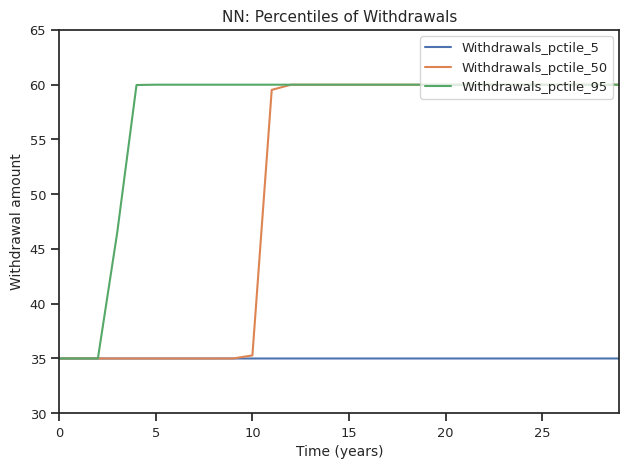 NN: Percentiles of Withdrawals
Withdrawals_pctile_5
Withdrawals_pctile_50
Withdrawals_pctile_95
Withdrawal amount
65
60
55
50
45
40
35
30
0
5
10
15
20
25
Time (years)